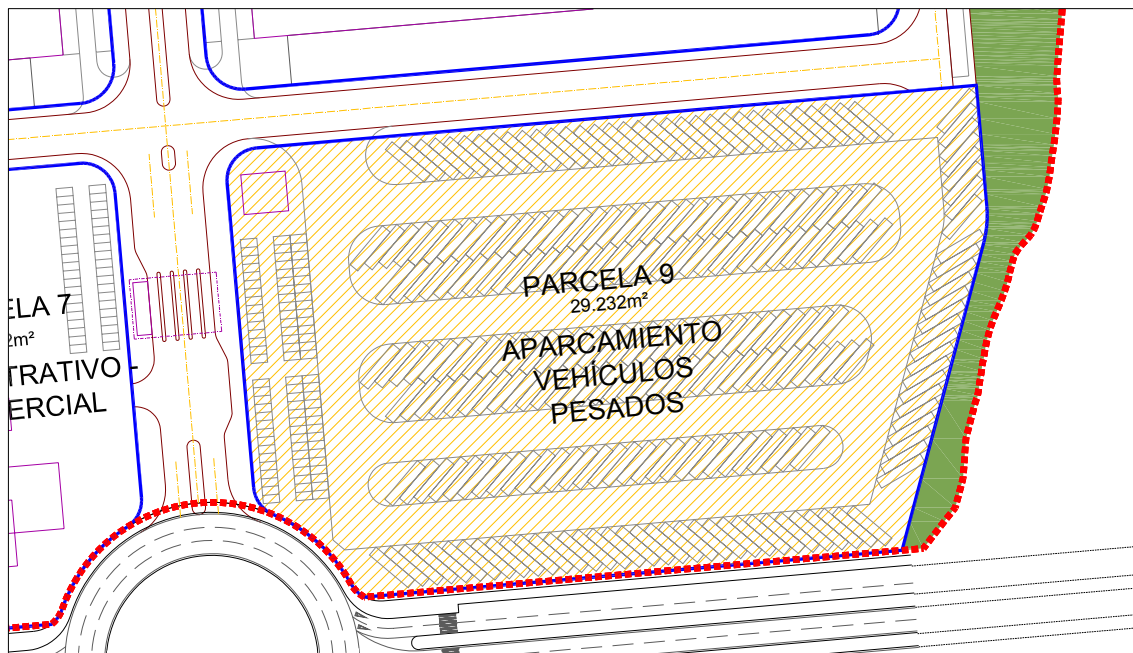 PARCELA 9
29.232m²
APARCAMIENTO
VEHÍCULOS
PESADOS
ELA 7
2m²
TRATIVO -
ERCIAL